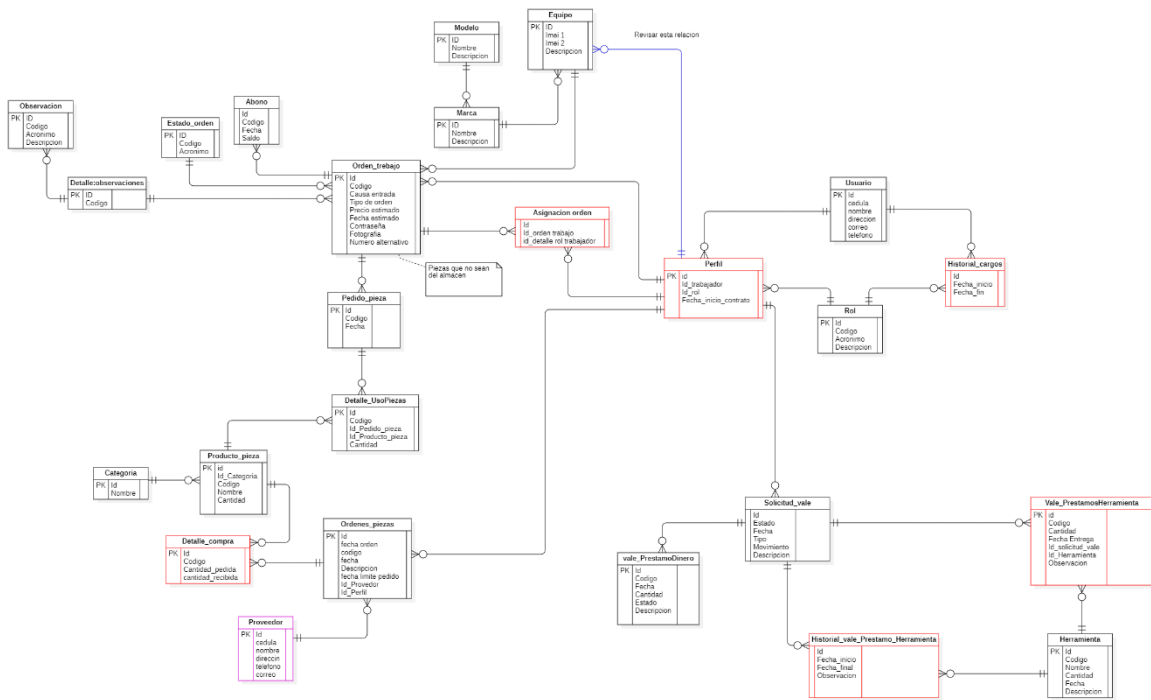 Equipo
PK ID
Imei 1
Imei 2
Descripcion
Revisar esta relacion
Modelo
PK ID
Nombre
Descripcion
Marca
PK ID
Nombre
Descripcion
Observacion
PK ID
Codigo
Acronimo
Descripcion
Estado_orden
PK ID
Codigo
Acronimo
Abono
Id
Codigo
Fecha
Saldo
Detalle:observaciones
PK ID
Codigo
Orden_trebajo
PK Id
Codigo
Causa entrada
Tipo de orden
Precio estimado
Fecha estimado
Contraseña
Fotografia
Numero alternativo
Piezas que no sean
del almacen
Asignacion orden
Id
Id_orden trabajo
id_detalle rol trabajador
Usuario
PK Id
cedula
nombre
direccion
correo
telefono
Perfil
PK id
Id_trabajador
Id_rol
Fecha_inicio_contrato
Historial_cargos
Id
Fecha_inicio
Fecha_fin
Rol
PK Id
Codigo
Acronimo
Descripcion
Pedido_pieza
PK Id
Codigo
Fecha
Detalle_UsoPiezas
PK Id
Codigo
Id_Pedido_pieza
Id_Producto_pieza
Cantidad
Producto_pieza
PK id
Id_Categoria
Codigo
Nombre
Cantidad
Categoria
PK Id
Nombre
Detalle_compra
PK Id
Codigo
Cantidad_pedida
cantidad_recibida
Ordenes_piezas
PK Id
fecha orden
codigo
fecha
Descripcion
fecha limite pedido
Id_Provedor
Id_Perfil
Proveedor
PK Id
cedula
nombre
direccin
telefono
correo
Solicitud_vale
Id
Estado
Fecha
Tipo
Movimiento
Descripcion
vale_PrestamoDinero
PK Id
Codigo
Fecha
Cantidad
Estado
Descripcion
Vale_PrestamosHerramienta
PK id
Codigo
Cantidad
Fecha Entrega
Id_solicitud_vale
Id_Herramienta
Observacion
Historial_vale_Prestamo_Herramienta
Id
Fecha_inicio
Fecha_final
Observacion
Herramienta
PK Id
Codigo
Nombre
Cantidad
Fecha
Descripcion